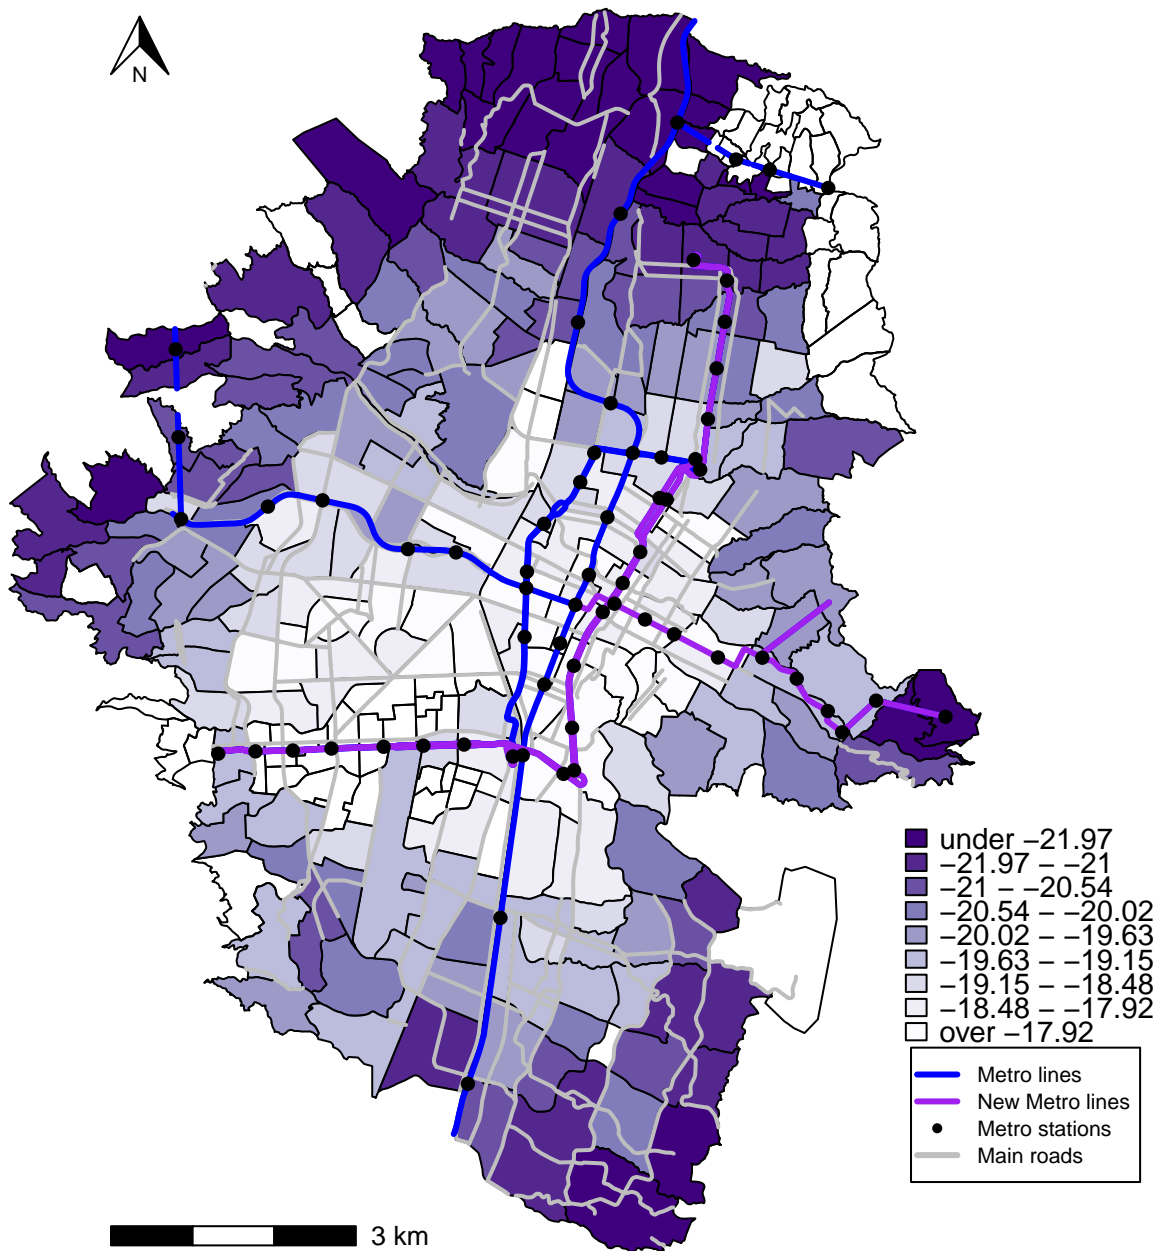 N
under −21.97
−21.97 − −21
−21 − −20.54
−20.54 − −20.02
−20.02 − −19.63
−19.63 − −19.15
−19.15 − −18.48
−18.48 − −17.92
over −17.92
Metro lines
New Metro lines
Metro stations
Main roads
3 km